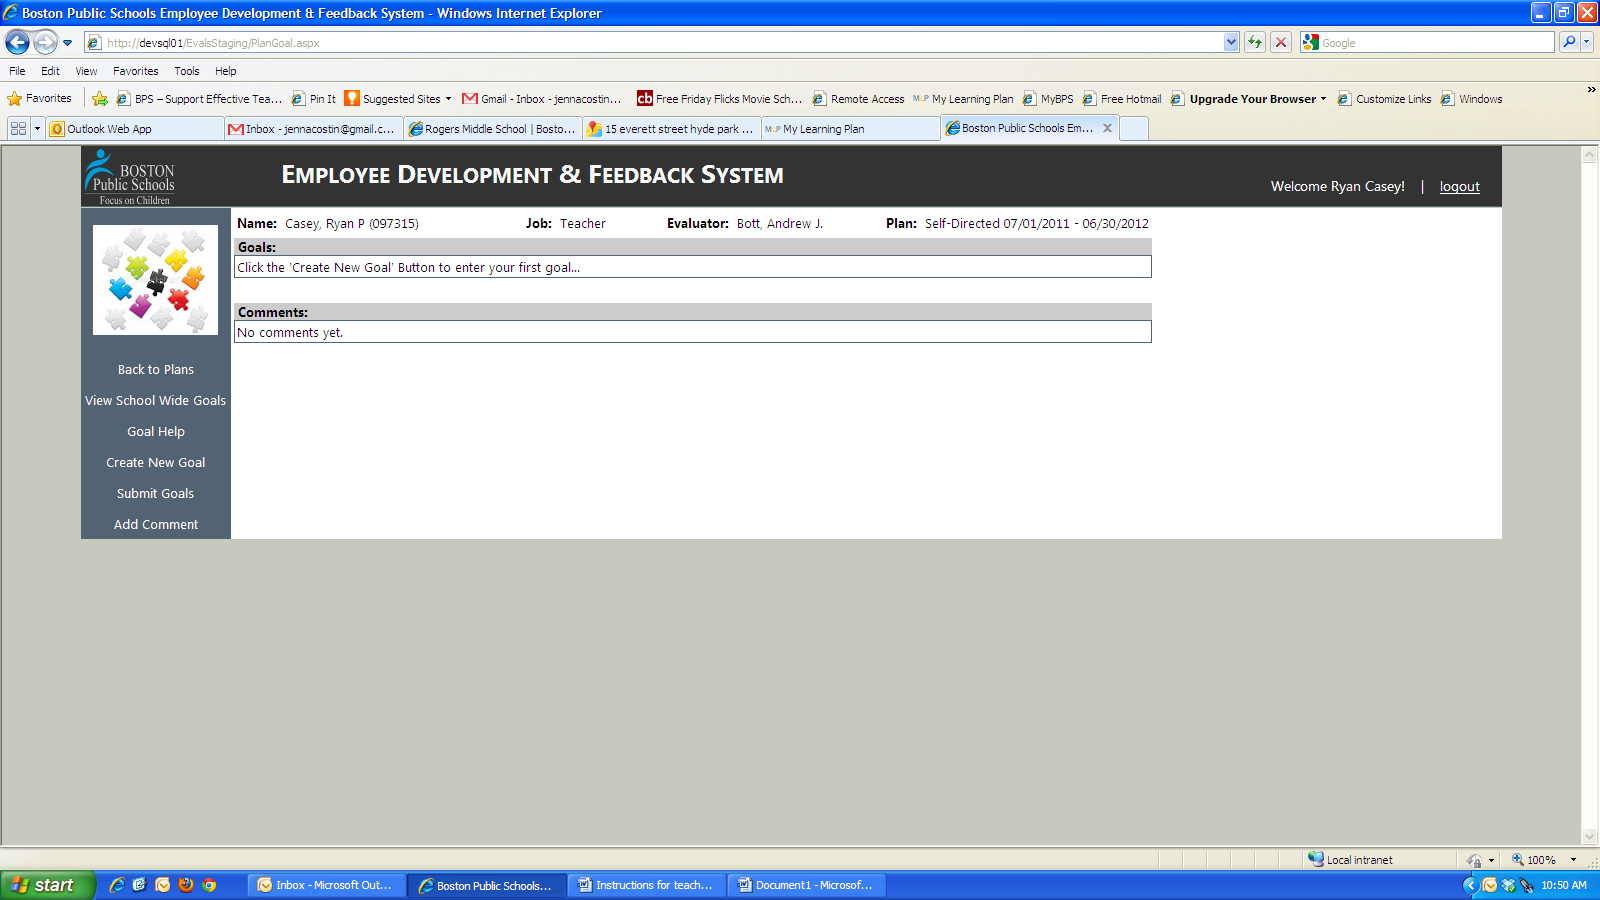 Boston Public Schools Employee Development & Feedback System - Windows Internet Explorer
http://devsql01/EvalsStaging/PlanGoal.aspx
Google
File Edit View Favorites Tools Help
Favorites BPS – Support Effective Tea... Pin It Suggested Sites Gmail - Inbox - jennacostin... cb Free Friday Flicks Movie Sch... Remote Access MLP My Learning Plan MyBPS Free Hotmail Upgrade Your Browser Customize Links Windows
Outlook Web App Inbox - jennacostin@gmail.c... Rogers Middle School | Bosto... 15 everett street hyde park ... MLP My Learning Plan Boston Public Schools Em...
BOSTON
Public Schools
Focus on Children
EMPLOYEE DEVELOPMENT & FEEDBACK SYSTEM
Welcome Ryan Casey! | logout
Name: Casey, Ryan P (097315) Job: Teacher Evaluator: Bott, Andrew J. Plan: Self-Directed 07/01/2011 - 06/30/2012
Goals:
Click the 'Create New Goal' Button to enter your first goal...
Comments:
No comments yet.
Back to Plans
View School Wide Goals
Goal Help
Create New Goal
Submit Goals
Add Comment
Local intranet 100%
start Inbox - Microsoft Out... Boston Public Schools... Instructions for teach... Document1 - Microsof... 10:50 AM